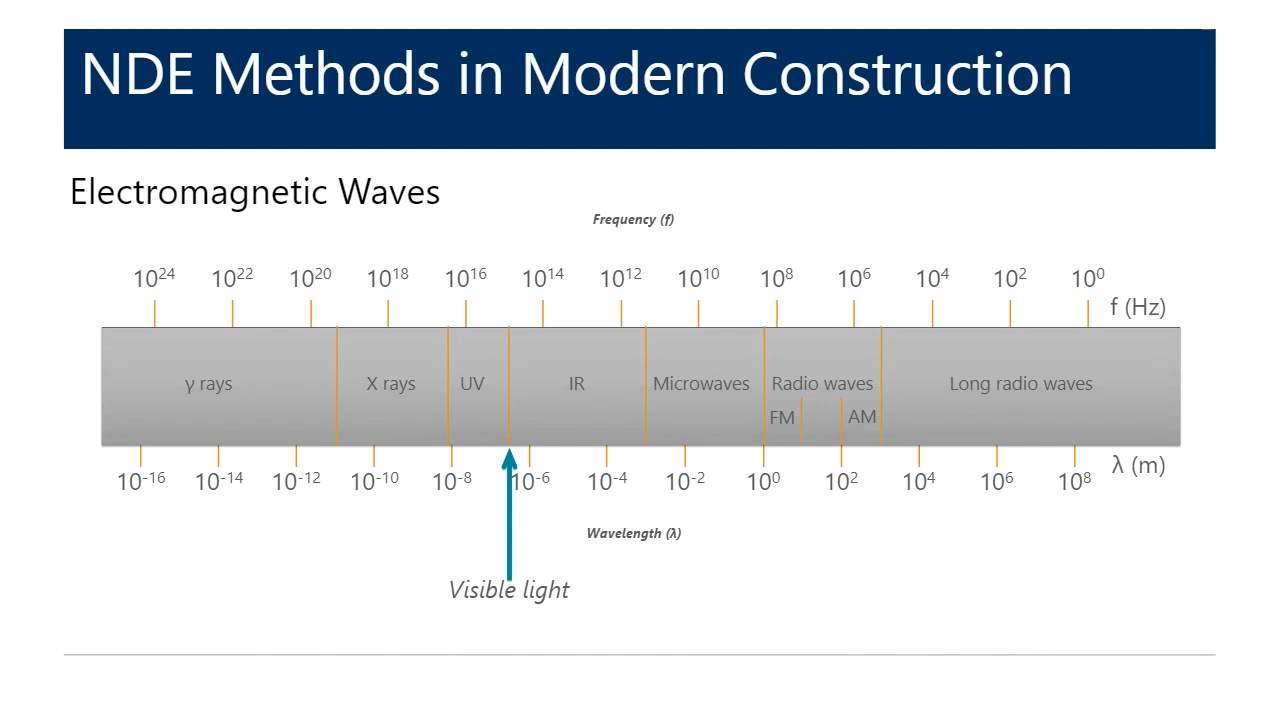 NDE Methods in Modern Construction
Electromagnetic Waves
Frequency (f)
10²⁴ 10²² 10²⁰ 10¹⁸ 10¹⁶ 10¹⁴ 10¹² 10¹⁰ 10⁸ 10⁶ 10⁴ 10² 10⁰
f (Hz)
γ rays X rays UV IR Microwaves Radio waves Long radio waves
FM AM
10⁻¹⁶ 10⁻¹⁴ 10⁻¹² 10⁻¹⁰ 10⁻⁸ 10⁻⁶ 10⁻⁴ 10⁻² 10⁰ 10² 10⁴ 10⁶ 10⁸ λ (m)
Wavelength (λ)
Visible light